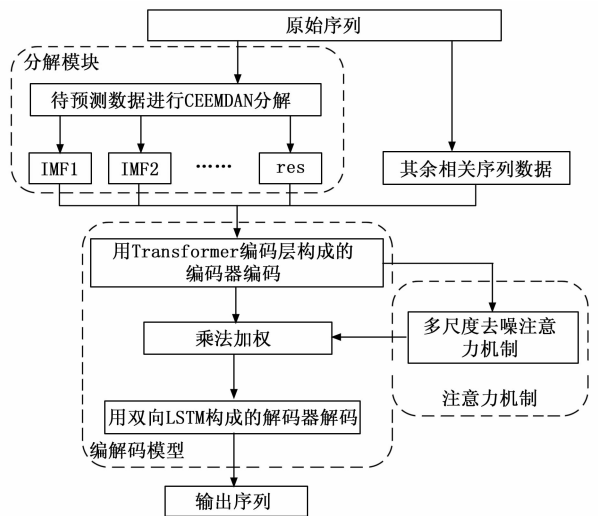 原始序列
分解模块
待预测数据进行CEEMDAN分解
IMF1
IMF2
……
res
其余相关序列数据
用Transformer编码层构成的
编码器编码
乘法加权
多尺度去噪注意
力机制
注意力机制
用双向LSTM构成的解码器解码
编解码模型
输出序列